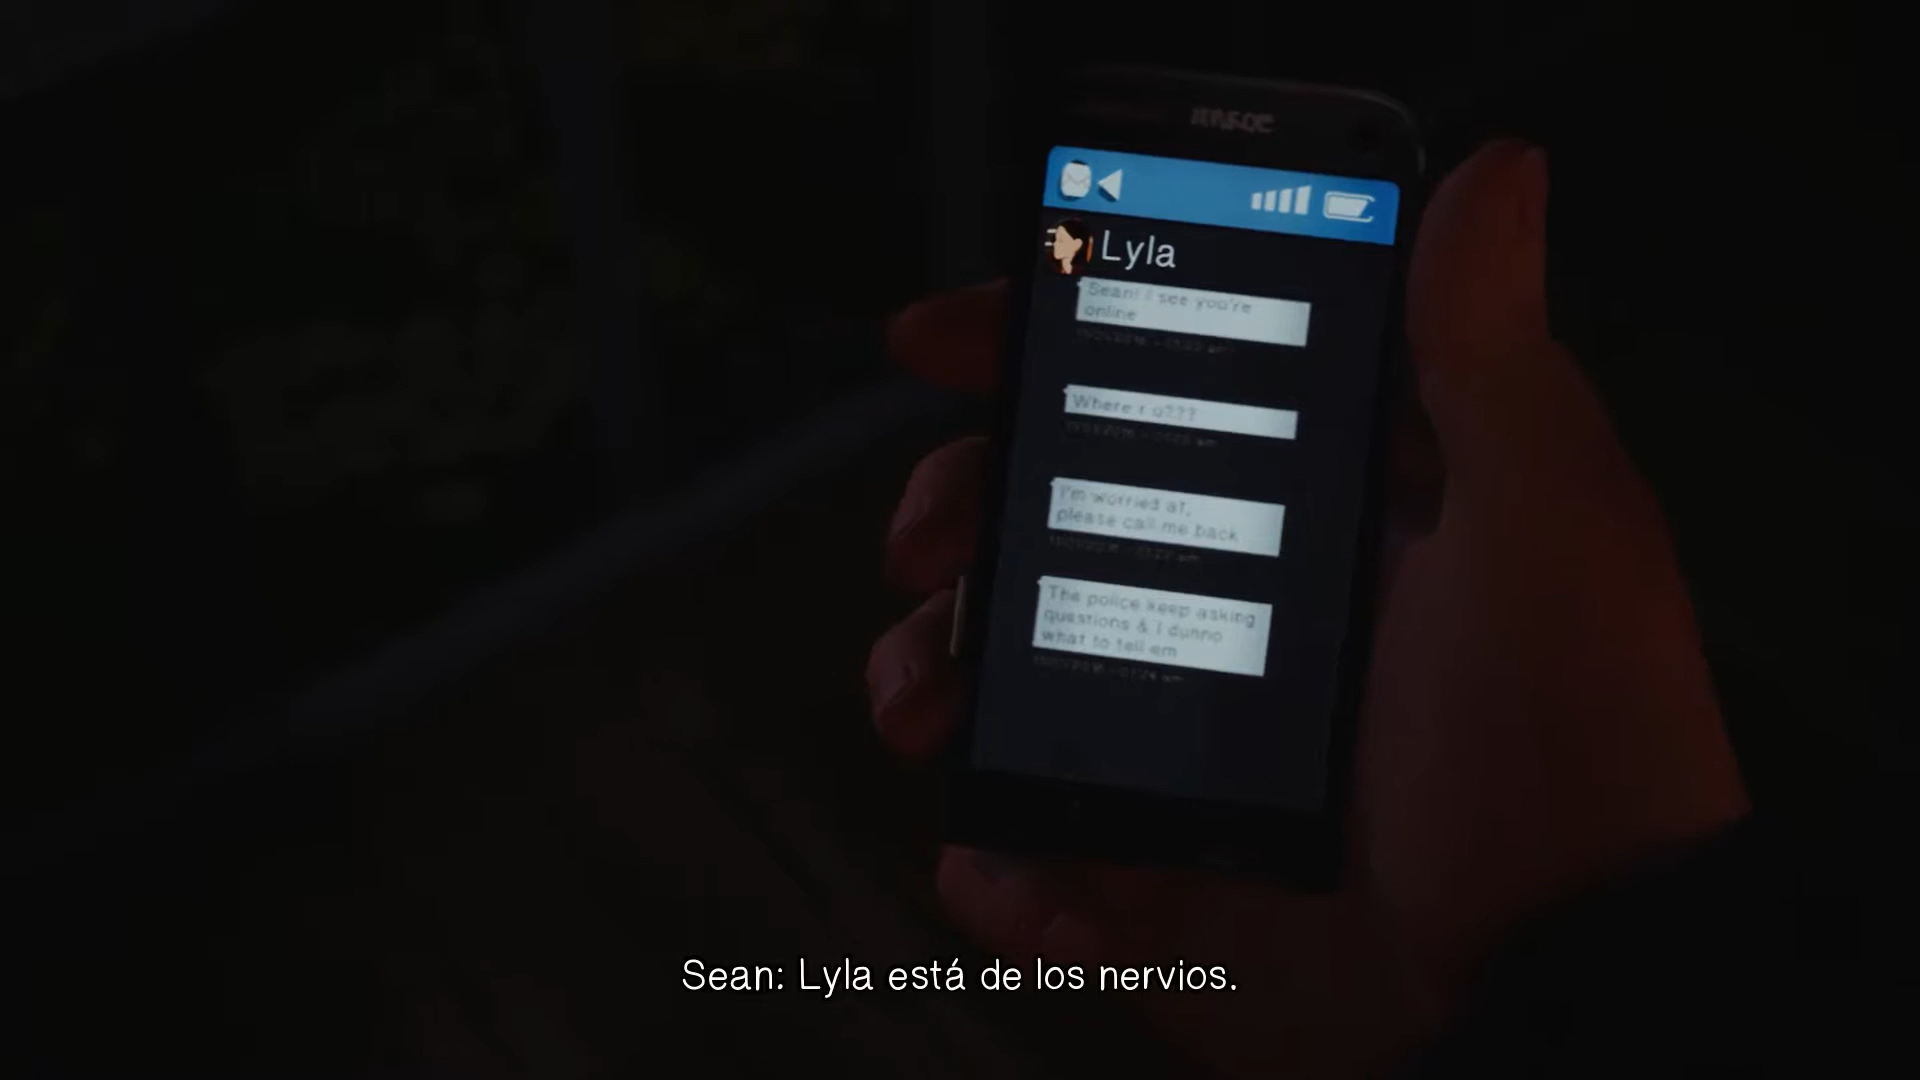 Lyla
Sean! I see you're
online
Where r u???
I'm worried af,
please call me back
The police keep asking
questions & I dunno
what to tell em
Sean: Lyla está de los nervios.